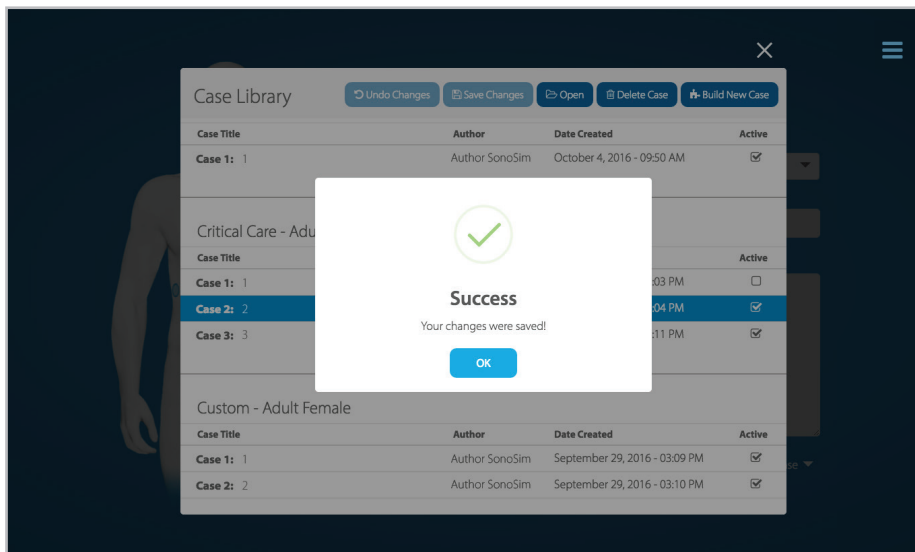 Case Library
Undo Changes
Save Changes
Open
Delete Case
Build New Case
Case Title Author Date Created Active
Case 1: 1 Author SonoSim October 4, 2016 - 09:50 AM
Critical Care - Adu
Case Title Active
Case 1: 1 :03 PM
Case 2: 2 :04 PM
Case 3: 3 :11 PM
Success
Your changes were saved!
OK
Custom - Adult Female
Case Title Author Date Created Active
Case 1: 1 Author SonoSim September 29, 2016 - 03:09 PM
Case 2: 2 Author SonoSim September 29, 2016 - 03:10 PM
se